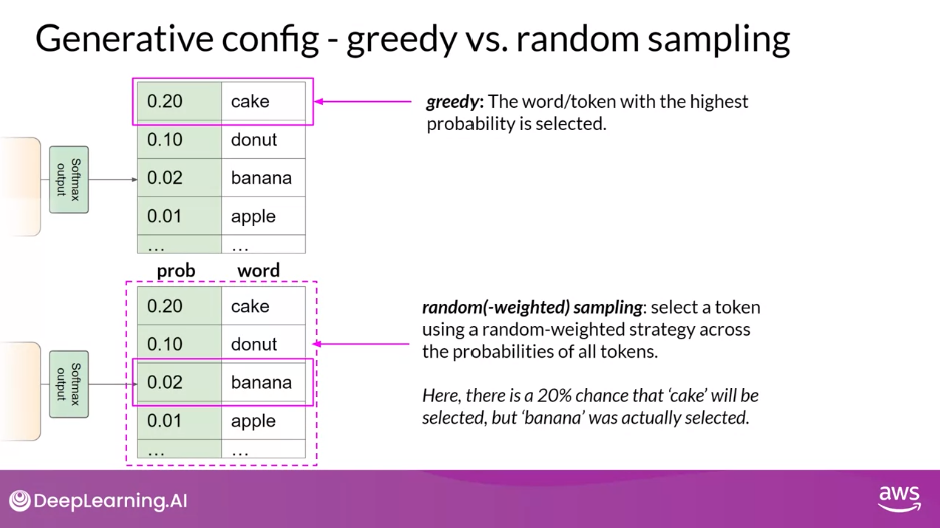 Generative config - greedy vs. random sampling
Softmax output
0.20 cake
0.10 donut
0.02 banana
0.01 apple
… …
greedy: The word/token with the highest
probability is selected.
prob word
Softmax output
0.20 cake
0.10 donut
0.02 banana
0.01 apple
… …
random(-weighted) sampling: select a token
using a random-weighted strategy across
the probabilities of all tokens.
Here, there is a 20% chance that ‘cake’ will be
selected, but ‘banana’ was actually selected.
DeepLearning.AI
aws